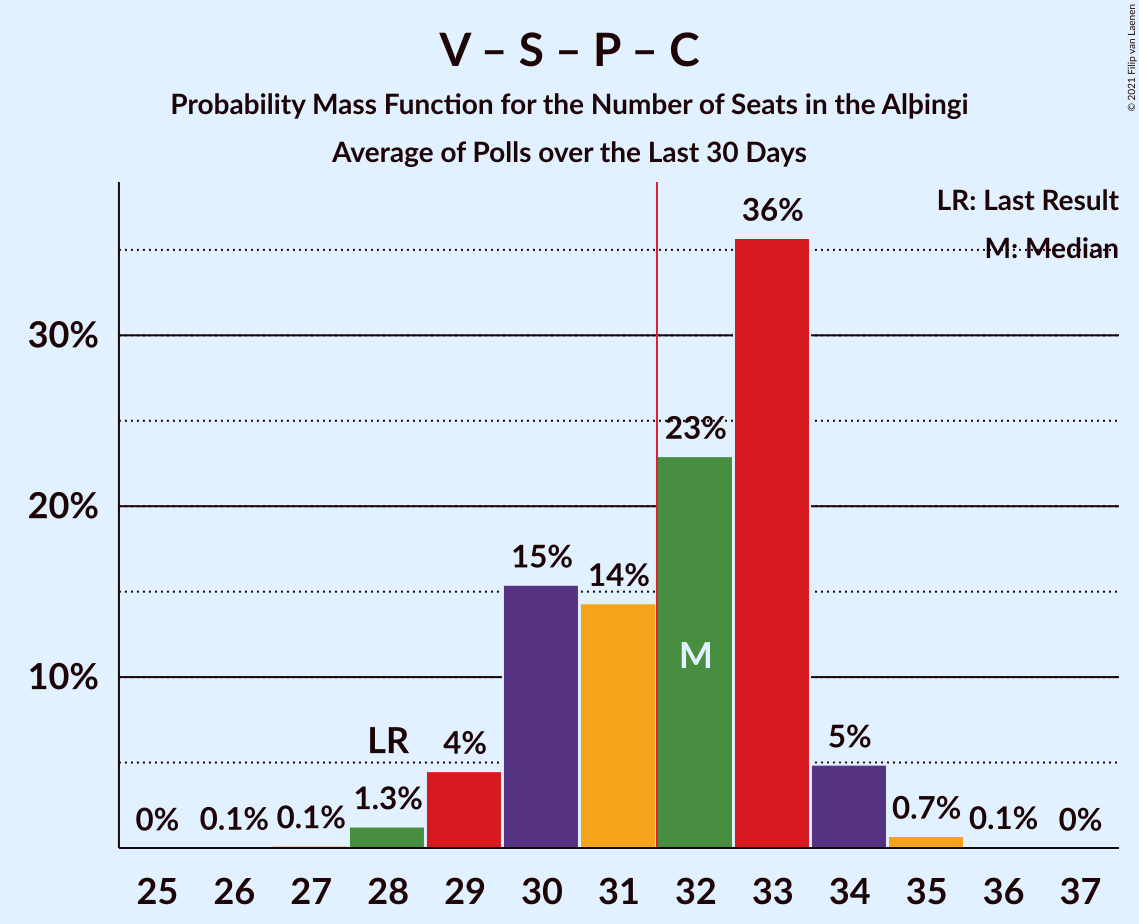 V – S – P – C
Probability Mass Function for the Number of Seats in the Alþingi
Average of Polls over the Last 30 Days
© 2021 Filip van Laenen
LR: Last Result
M: Median
36%
30%
23%
20%
15%
14%
M
10%
LR
4%
5%
0%
0.1%
0.1%
1.3%
0.7%
0.1%
0%
25 26 27 28 29 30 31 32 33 34 35 36 37